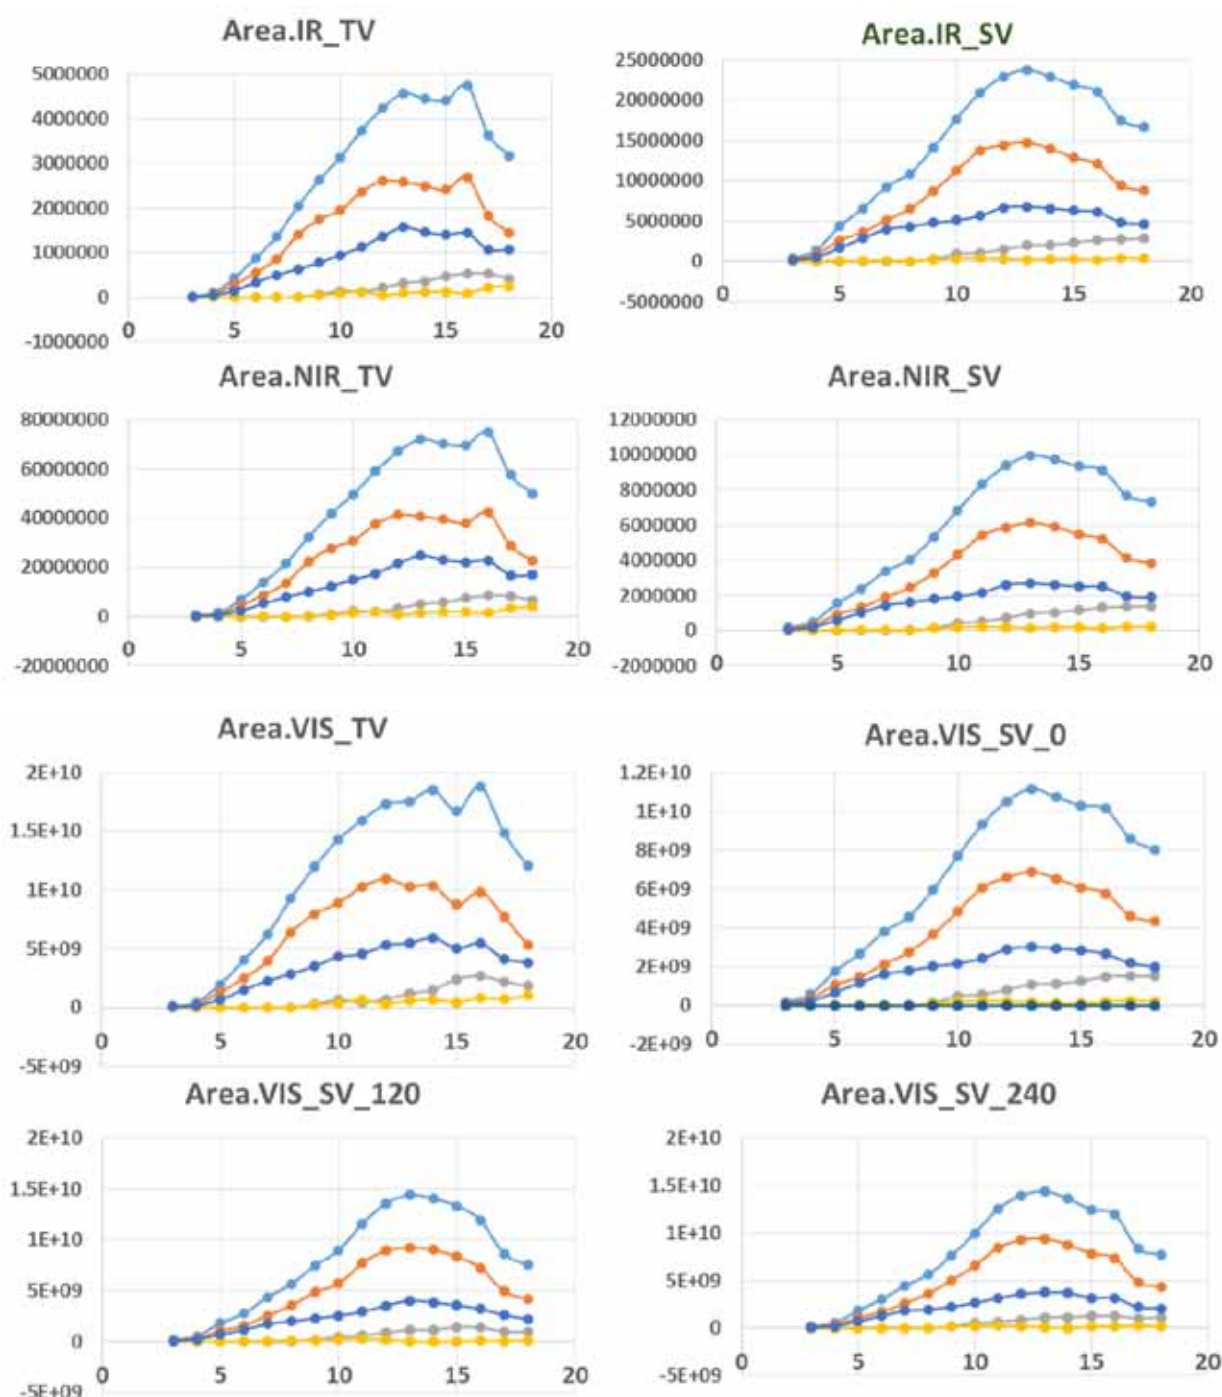 Area.IR_TV
5000000
4000000
3000000
2000000
1000000
0
-1000000
0 5 10 15 20
Area.IR_SV
25000000
20000000
15000000
10000000
5000000
0
-5000000
0 5 10 15 20
Area.NIR_TV
80000000
60000000
40000000
20000000
0
-20000000
0 5 10 15 20
Area.NIR_SV
12000000
10000000
8000000
6000000
4000000
2000000
0
-2000000
0 5 10 15 20
Area.VIS_TV
2E+10
1.5E+10
1E+10
5E+09
0
-5E+09
0 5 10 15 20
Area.VIS_SV_0
1.2E+10
1E+10
8E+09
6E+09
4E+09
2E+09
0
-2E+09
0 5 10 15 20
Area.VIS_SV_120
2E+10
1.5E+10
1E+10
5E+09
0
-5E+09
0 5 10 15 20
Area.VIS_SV_240
2E+10
1.5E+10
1E+10
5E+09
0
-5E+09
0 5 10 15 20